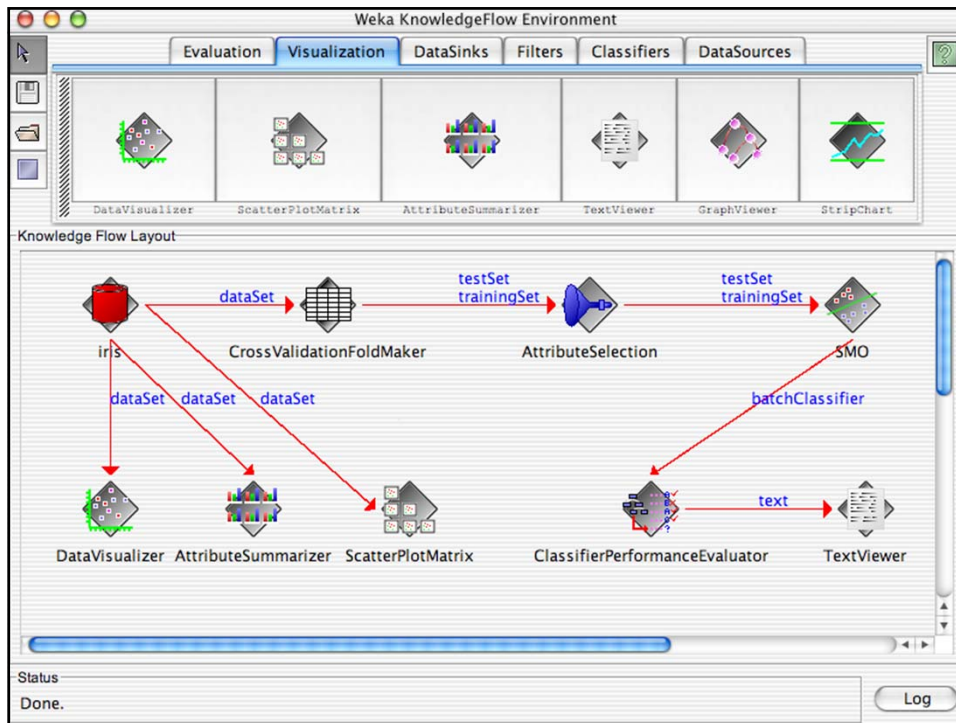 Weka KnowledgeFlow Environment
Evaluation Visualization DataSinks Filters Classifiers DataSources
?
DataVisualizer ScatterPlotMatrix AttributeSummarizer TextViewer GraphViewer StripChart
Knowledge Flow Layout
testSet testSet
dataSet trainingSet trainingSet
iris CrossValidationFoldMaker AttributeSelection SMO
dataSet dataSet dataSet batchClassifier
text
DataVisualizer AttributeSummarizer ScatterPlotMatrix ClassifierPerformanceEvaluator TextViewer
Status
Done.
Log